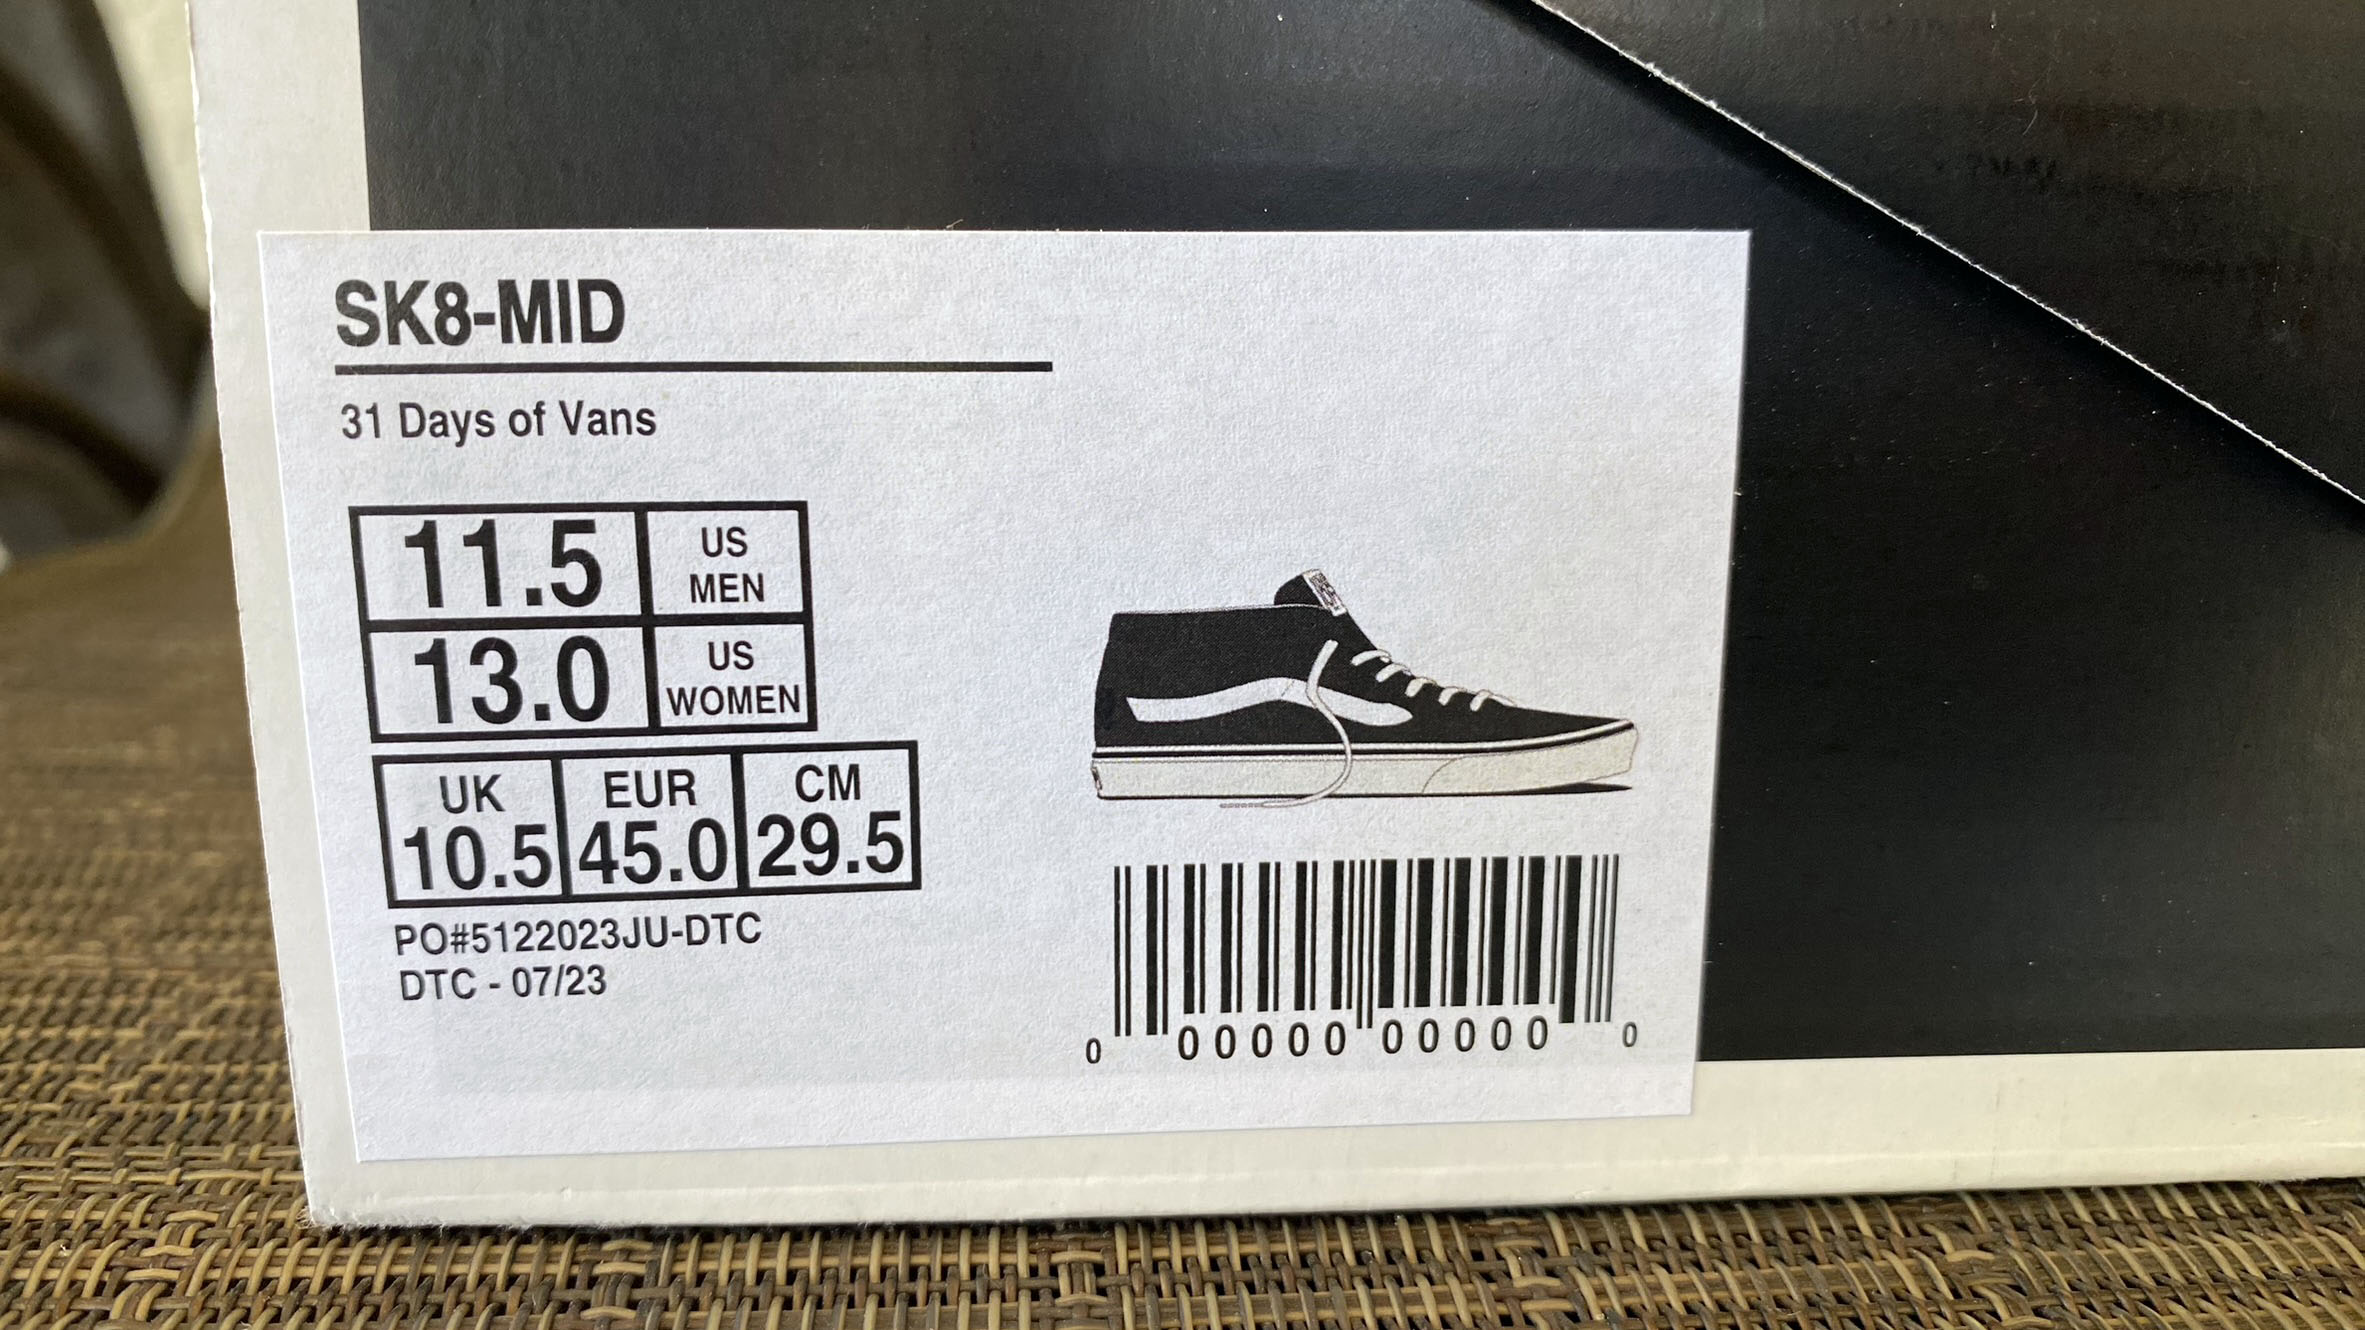 SK8-MID
31 Days of Vans
11.5 US MEN
13.0 US WOMEN
UK EUR CM
10.5 45.0 29.5
PO#5122023JU-DTC
DTC - 07/23
0 00000 00000 0